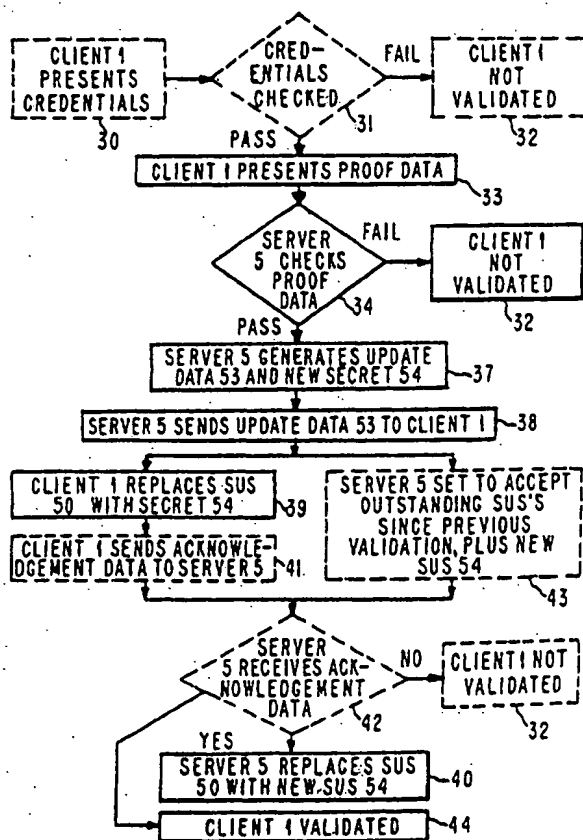 CLIENT 1
PRESENTS
CREDENTIALS
30
CRED-
ENTIALS
CHECKED
31
FAIL
CLIENT 1
NOT
VALIDATED
32
PASS
CLIENT 1 PRESENTS PROOF DATA
33
SERVER
5 CHECKS
PROOF
DATA
34
FAIL
CLIENT 1
NOT
VALIDATED
32
PASS
SERVER 5 GENERATES UPDATE
DATA 53 AND NEW SECRET 54
37
SERVER 5 SENDS UPDATE DATA 53 TO CLIENT 1
38
CLIENT 1 REPLACES SUS
50 WITH SECRET 54
39
CLIENT 1 SENDS ACKNOWLE-
DGEMENT DATA TO SERVER 5
41
SERVER 5 SET TO ACCEPT
OUTSTANDING SUS'S
SINCE PREVIOUS
VALIDATION, PLUS NEW
SUS 54
43
SERVER
5 RECEIVES ACK-
NOWLEDGEMENT
DATA
42
NO
CLIENT 1 NOT
VALIDATED
32
YES
SERVER 5 REPLACES SUS
50 WITH NEW SUS 54
40
CLIENT 1 VALIDATED
44